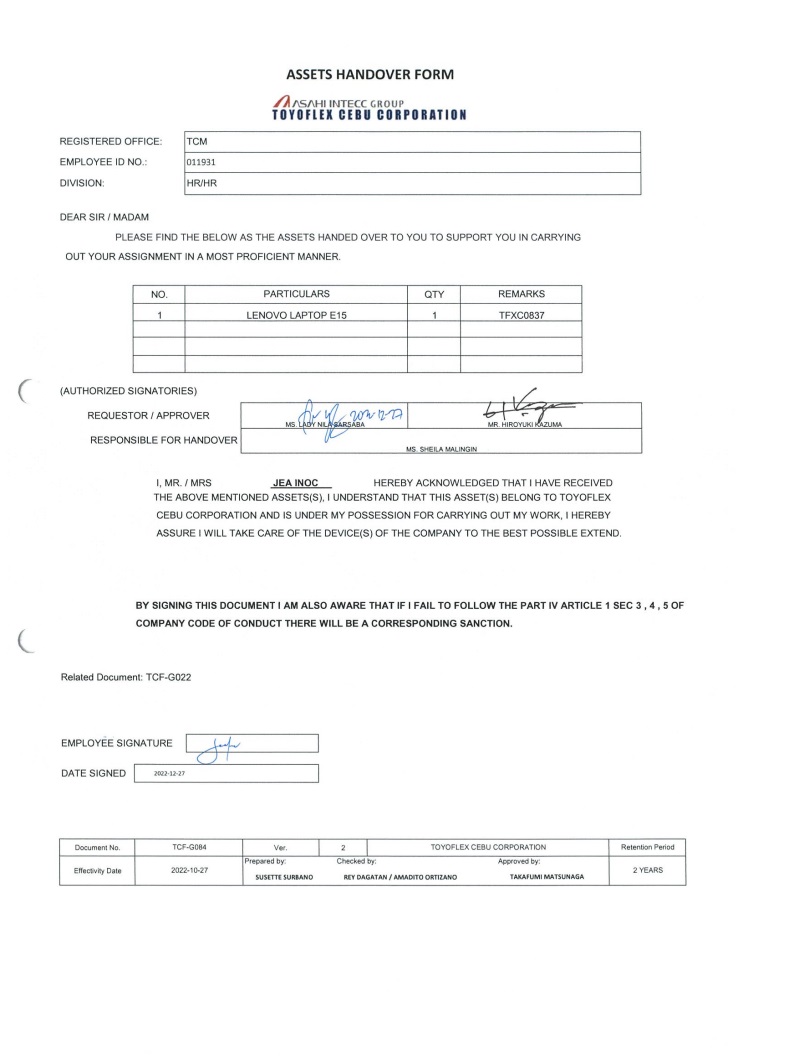 ASSETS HANDOVER FORM
ASAHI INTECC GROUP
TOYOFLEX CEBU CORPORATION
REGISTERED OFFICE: TCM
EMPLOYEE ID NO.: 011931
DIVISION: HR/HR
DEAR SIR / MADAM
PLEASE FIND THE BELOW AS THE ASSETS HANDED OVER TO YOU TO SUPPORT YOU IN CARRYING
OUT YOUR ASSIGNMENT IN A MOST PROFICIENT MANNER.
NO. PARTICULARS QTY REMARKS
1 LENOVO LAPTOP E15 1 TFXC0837
(AUTHORIZED SIGNATORIES)
2022-12-27
REQUESTOR / APPROVER MS. LADY NILA BARSABA MR. HIROYUKI KAZUMA
RESPONSIBLE FOR HANDOVER MS. SHEILA MALINGIN
I, MR. / MRS JEA INOC HEREBY ACKNOWLEDGED THAT I HAVE RECEIVED
THE ABOVE MENTIONED ASSETS(S), I UNDERSTAND THAT THIS ASSET(S) BELONG TO TOYOFLEX
CEBU CORPORATION AND IS UNDER MY POSSESSION FOR CARRYING OUT MY WORK, I HEREBY
ASSURE I WILL TAKE CARE OF THE DEVICE(S) OF THE COMPANY TO THE BEST POSSIBLE EXTEND.
BY SIGNING THIS DOCUMENT I AM ALSO AWARE THAT IF I FAIL TO FOLLOW THE PART IV ARTICLE 1 SEC 3 , 4 , 5 OF
COMPANY CODE OF CONDUCT THERE WILL BE A CORRESPONDING SANCTION.
Related Document: TCF-G022
EMPLOYEE SIGNATURE
DATE SIGNED 2022-12-27
Document No. TCF-G084 Ver. 2 TOYOFLEX CEBU CORPORATION Retention Period
Effectivity Date 2022-10-27 Prepared by: Checked by: Approved by: 2 YEARS
SUSETTE SURBANO REY DAGATAN / AMADITO ORTIZANO TAKAFUMI MATSUNAGA